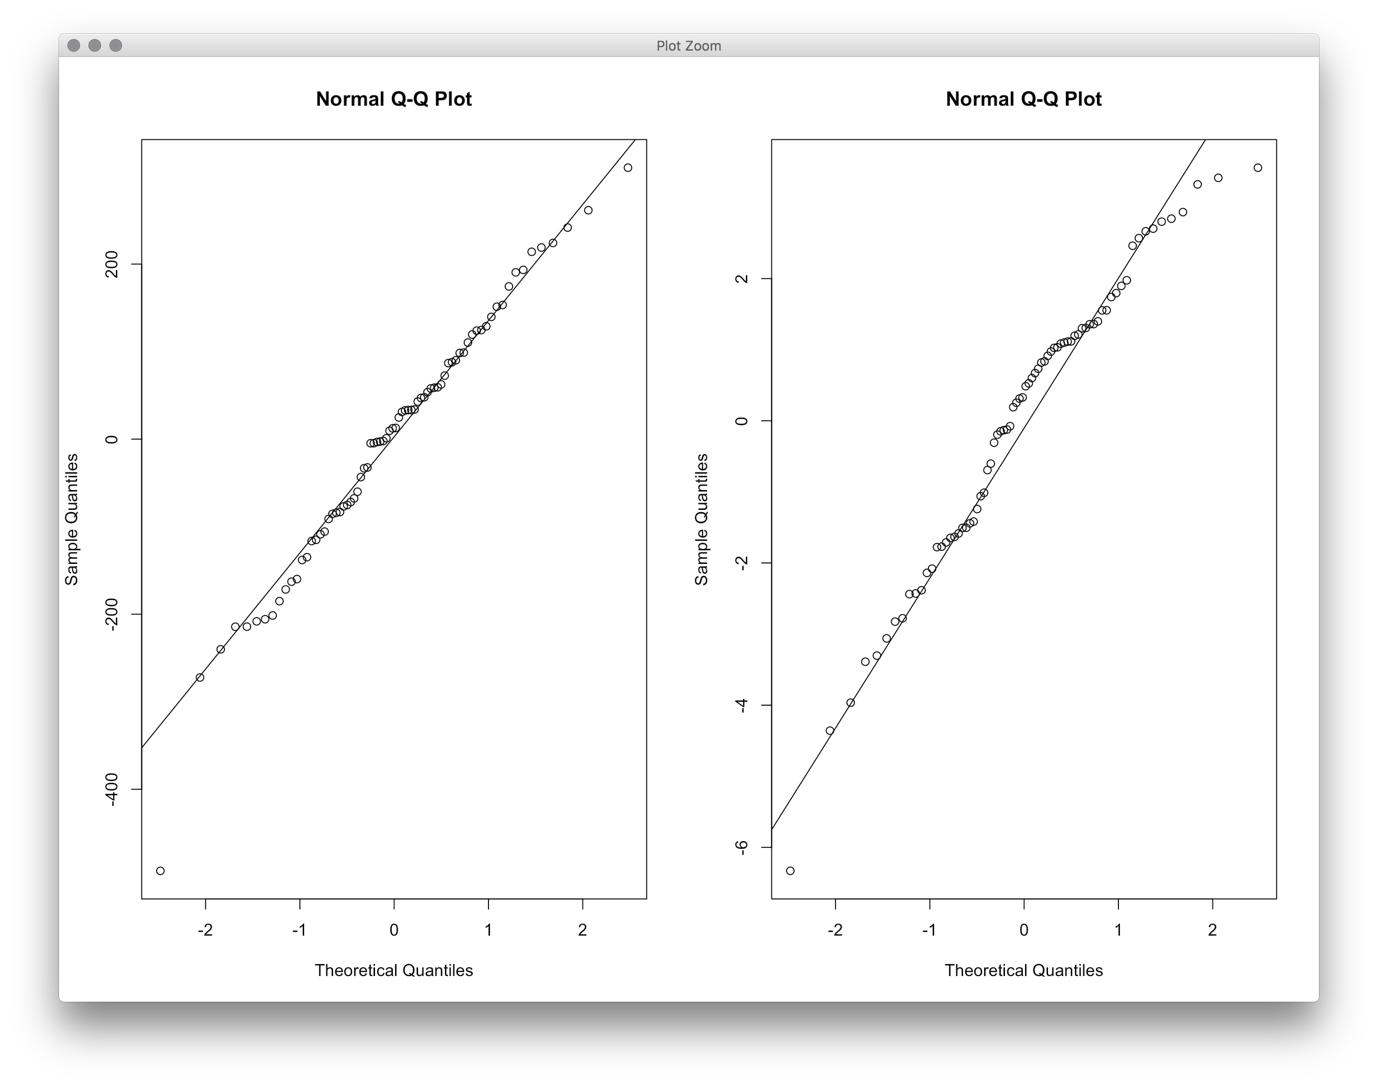 Plot Zoom
Normal Q-Q Plot
200
0
-200
-400
Sample Quantiles
-2 -1 0 1 2
Theoretical Quantiles
Normal Q-Q Plot
2
0
-2
-4
-6
Sample Quantiles
-2 -1 0 1 2
Theoretical Quantiles